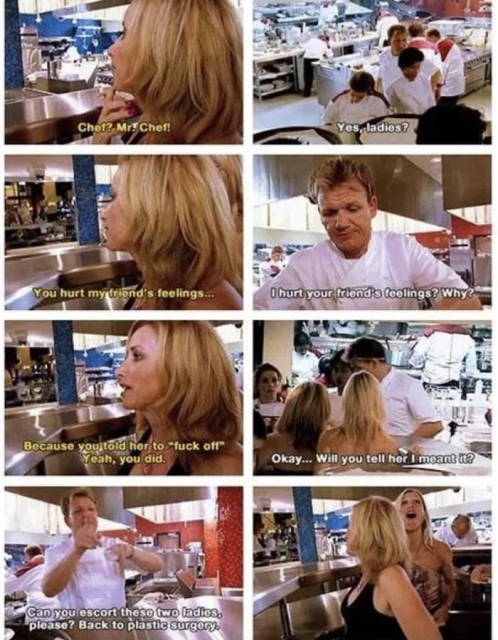 Chef? Mr. Chef!
Yes, ladies?
You hurt my friend's feelings...
I hurt your friend's feelings? Why?
Because you told her to "fuck off"
Yeah, you did.
Okay... Will you tell her I meant it?
Can you escort these two ladies,
please? Back to plastic surgery.